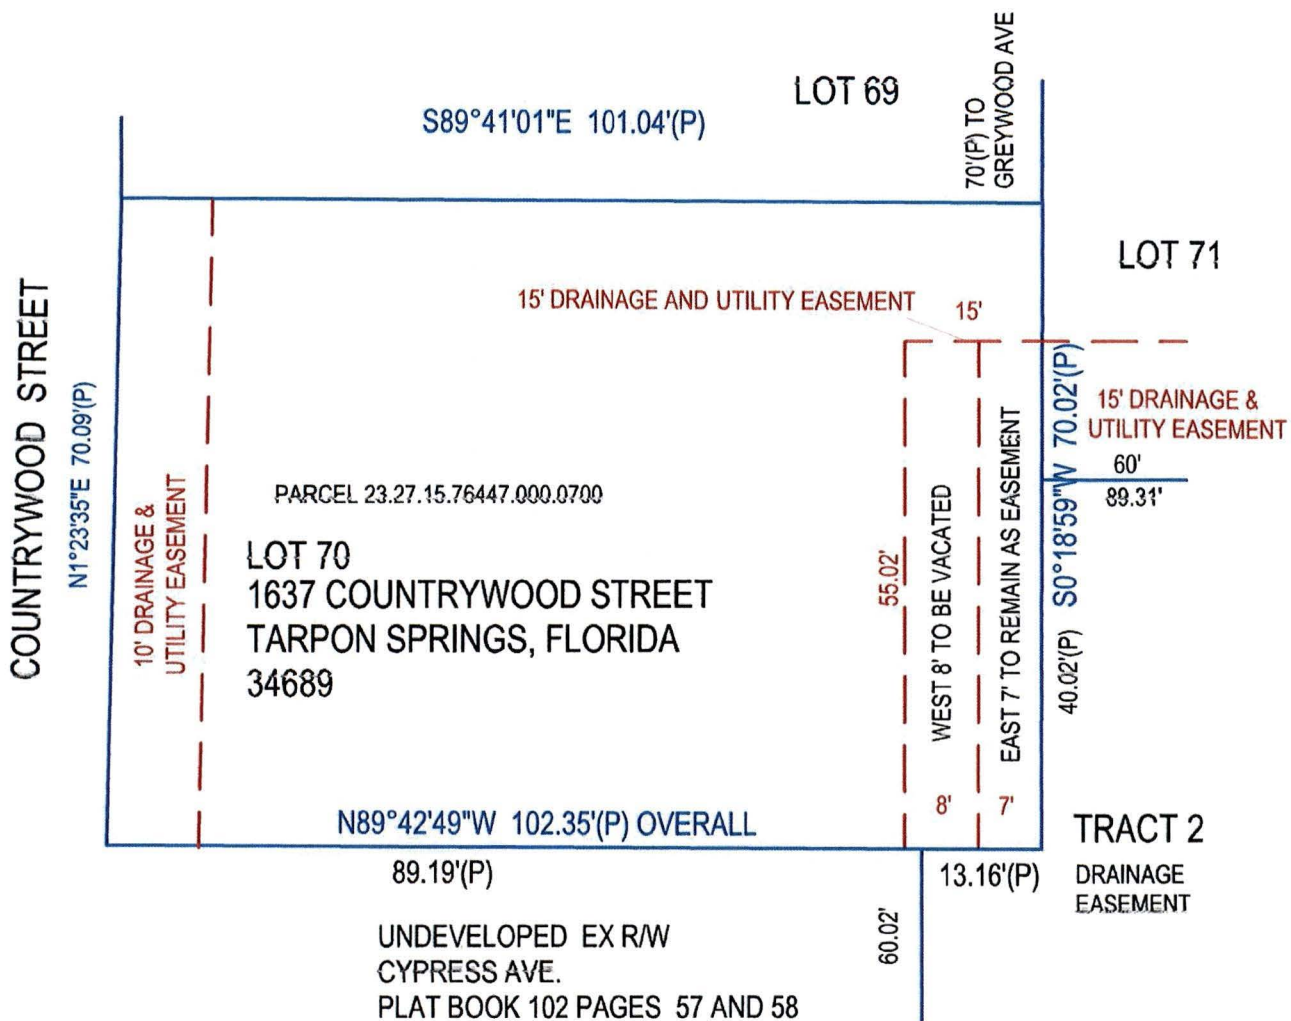 LOT 69
70'(P) TO
GREYWOOD AVE
S89°41'01"E 101.04'(P)
LOT 71
15' DRAINAGE AND UTILITY EASEMENT
15'
COUNTRYWOOD STREET
N1°23'35"E 70.09'(P)
10' DRAINAGE &
UTILITY EASEMENT
PARCEL 23.27.15.76447.000.0700
LOT 70
1637 COUNTRYWOOD STREET
TARPON SPRINGS, FLORIDA
34689
55.02'
WEST 8' TO BE VACATED
EAST 7' TO REMAIN AS EASEMENT
S0°18'59"W 70.02'(P)
15' DRAINAGE &
UTILITY EASEMENT
60'
89.31'
40.02'(P)
8'
7'
N89°42'49"W 102.35'(P) OVERALL
TRACT 2
DRAINAGE
EASEMENT
89.19'(P)
13.16'(P)
60.02'
UNDEVELOPED EX R/W
CYPRESS AVE.
PLAT BOOK 102 PAGES 57 AND 58